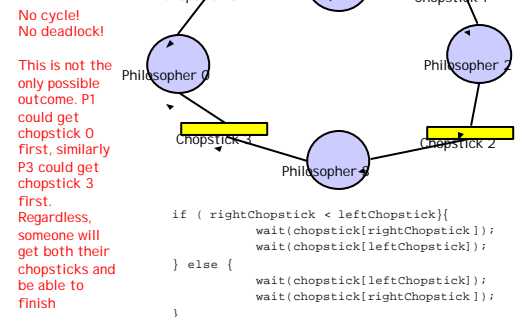 No cycle!
No deadlock!
This is not the
only possible
outcome. P1
could get
chopstick 0
first, similarly
P3 could get
chopstick 3
first.
Regardless,
someone will
get both their
chopsticks and
be able to
finish
Philosopher 0
Philosopher 2
Chopstick 3
Chopstick 2
Philosopher 3
if ( rightChopstick < leftChopstick}{
wait(chopstick[rightChopstick]);
wait(chopstick[leftChopstick]);
} else {
wait(chopstick[leftChopstick]);
wait(chopstick[rightChopstick]);
}